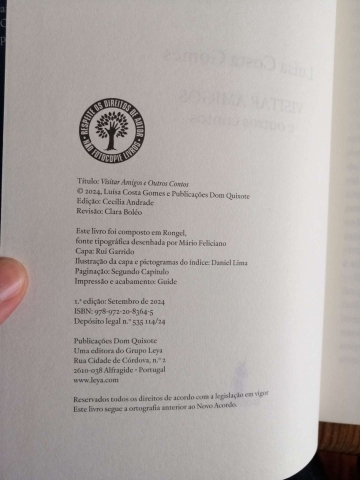 RESPEITE OS DIREITOS DE AUTOR
NÃO FOTOCOPIE LIVROS
Título: Visitar Amigos e Outros Contos
© 2024, Luísa Costa Gomes e Publicações Dom Quixote
Edição: Cecília Andrade
Revisão: Clara Boléo
Este livro foi composto em Rongel,
fonte tipográfica desenhada por Mário Feliciano
Capa: Rui Garrido
Ilustração da capa e pictogramas do índice: Daniel Lima
Paginação: Segundo Capítulo
Impressão e acabamento: Guide
1.ª edição: Setembro de 2024
ISBN: 978-972-20-8364-5
Depósito legal n.º 535 114/24
Publicações Dom Quixote
Uma editora do Grupo Leya
Rua Cidade de Córdova, n.º 2
2610-038 Alfragide • Portugal
www.leya.com
Reservados todos os direitos de acordo com a legislação em vigor
Este livro segue a ortografia anterior ao Novo Acordo.